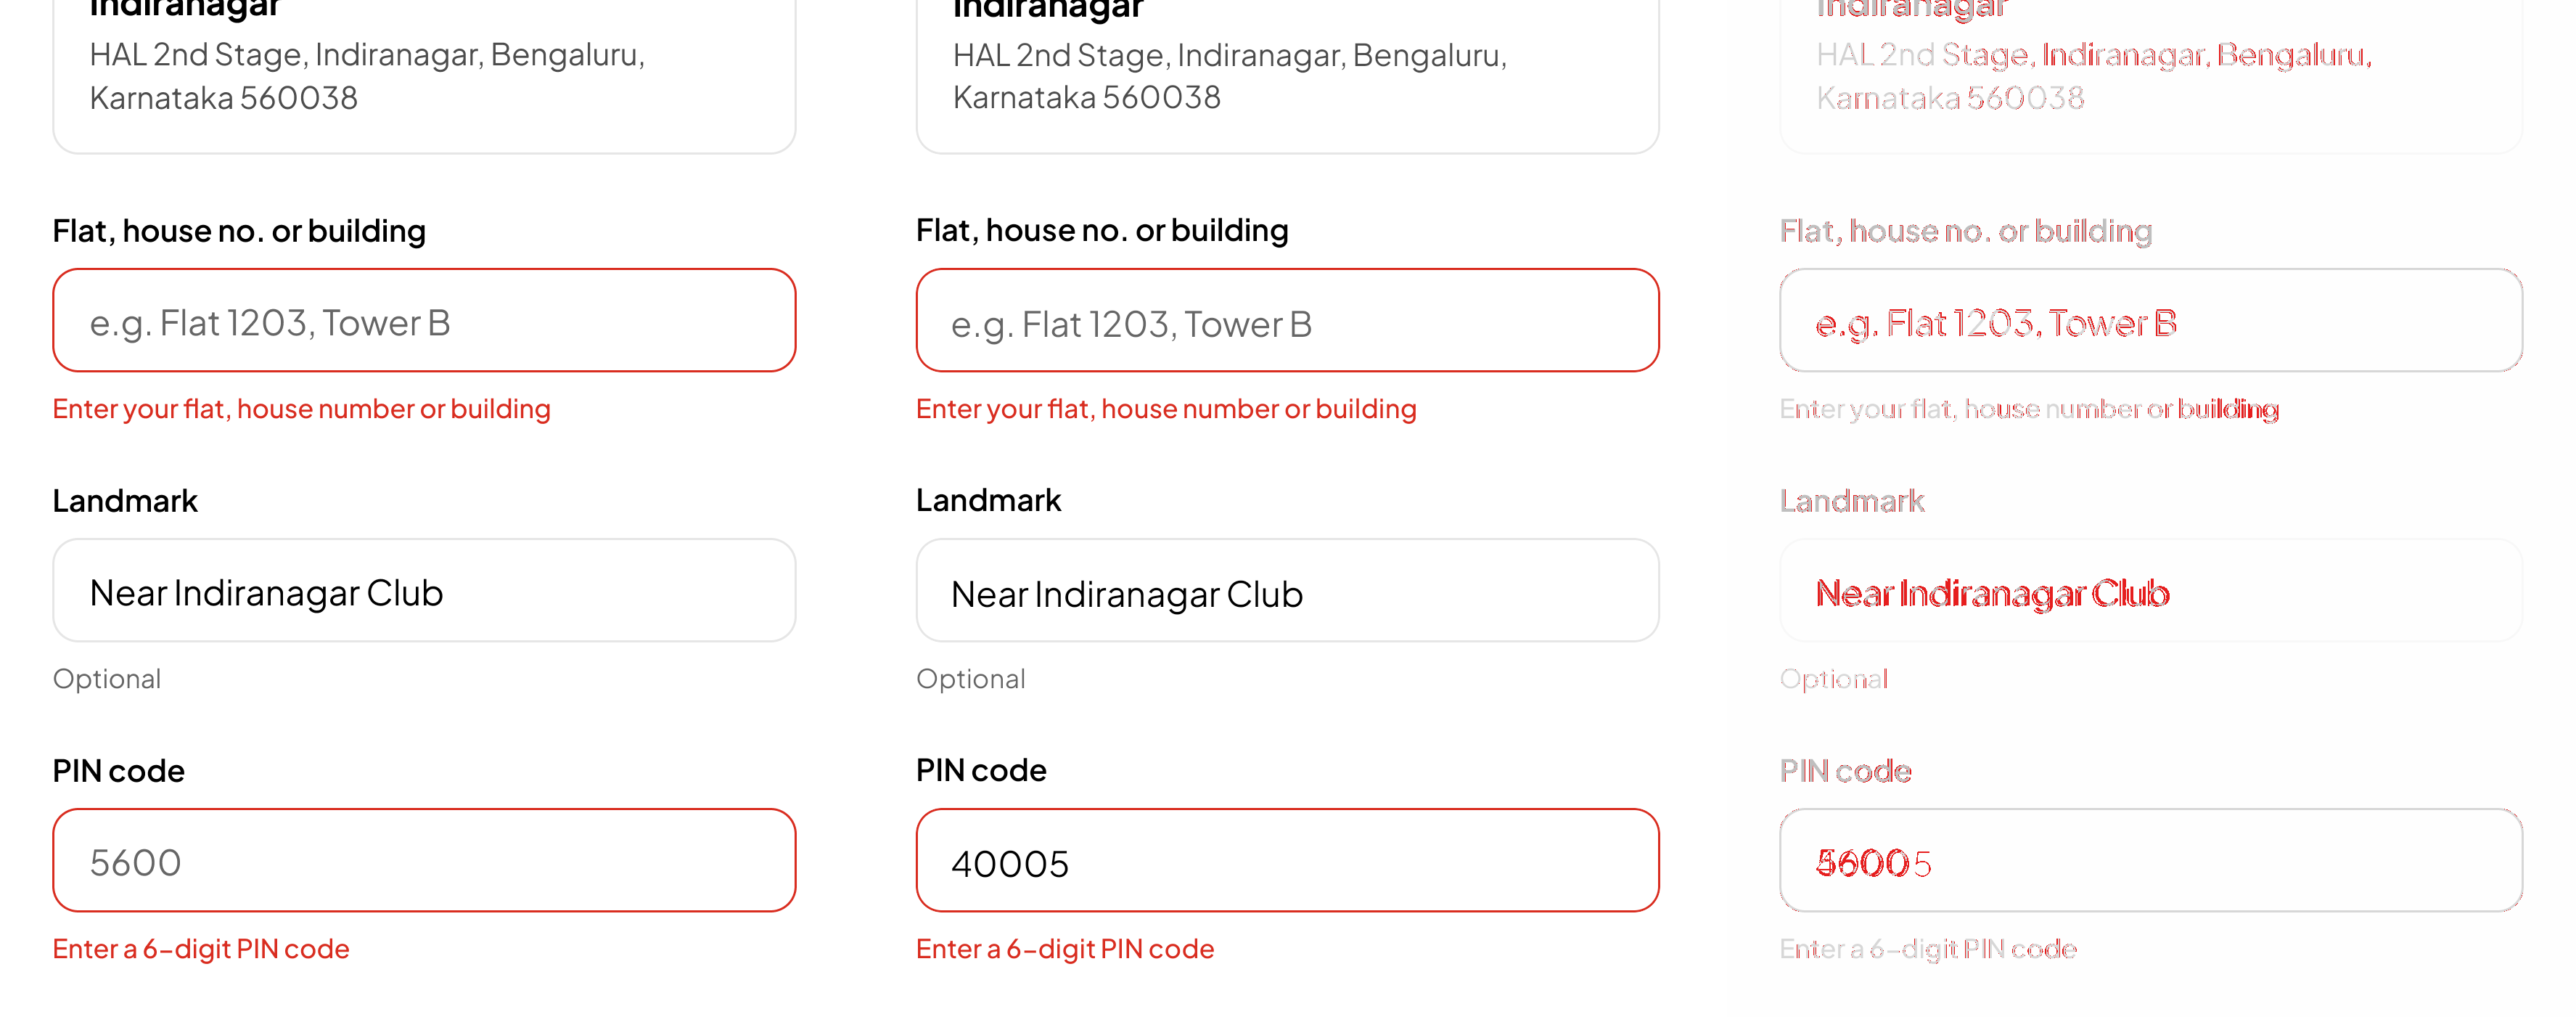 Indiranagar
HAL 2nd Stage, Indiranagar, Bengaluru,
Karnataka 560038
Flat, house no. or building
e.g. Flat 1203, Tower B
Enter your flat, house number or building
Landmark
Near Indiranagar Club
Optional
PIN code
5600
Enter a 6-digit PIN code
Indiranagar
HAL 2nd Stage, Indiranagar, Bengaluru,
Karnataka 560038
Flat, house no. or building
e.g. Flat 1203, Tower B
Enter your flat, house number or building
Landmark
Near Indiranagar Club
Optional
PIN code
40005
Enter a 6-digit PIN code
Indiranagar
HAL 2nd Stage, Indiranagar, Bengaluru,
Karnataka 560038
Flat, house no. or building
e.g. Flat 1203, Tower B
Enter your flat, house number or building
Landmark
Near Indiranagar Club
Optional
PIN code
Enter a 6-digit PIN code